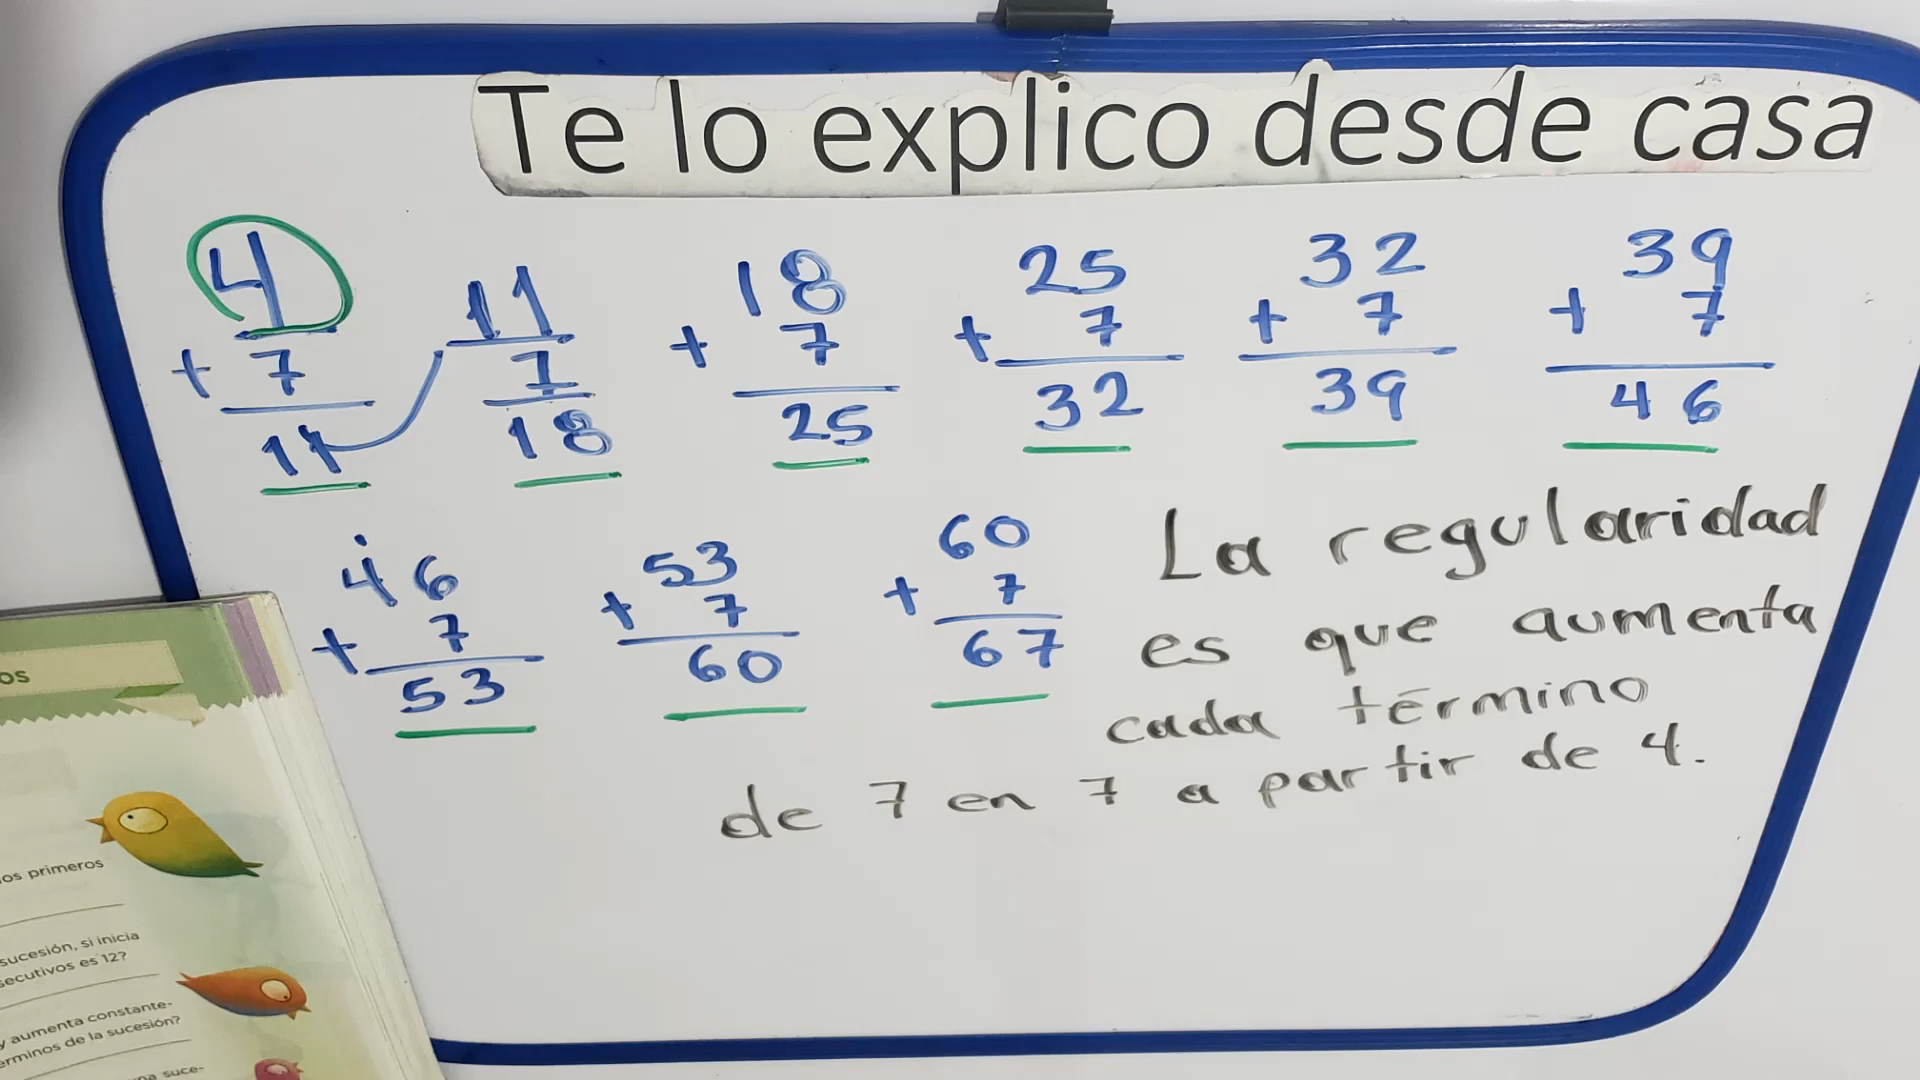 Te lo explico desde casa
4 11 18 25 32 39
+ 7 7 + 7 + 7 + 7 + 7
11 18 25 32 39 46
46 53 60
+ 7 + 7 + 7
53 60 67
La regularidad
es que aumenta
cada término
de 7 en 7 a partir de 4.
os
os primeros
sucesión, si inicia
secutivos es 12?
y aumenta constante-
érminos de la sucesión?
na suce-